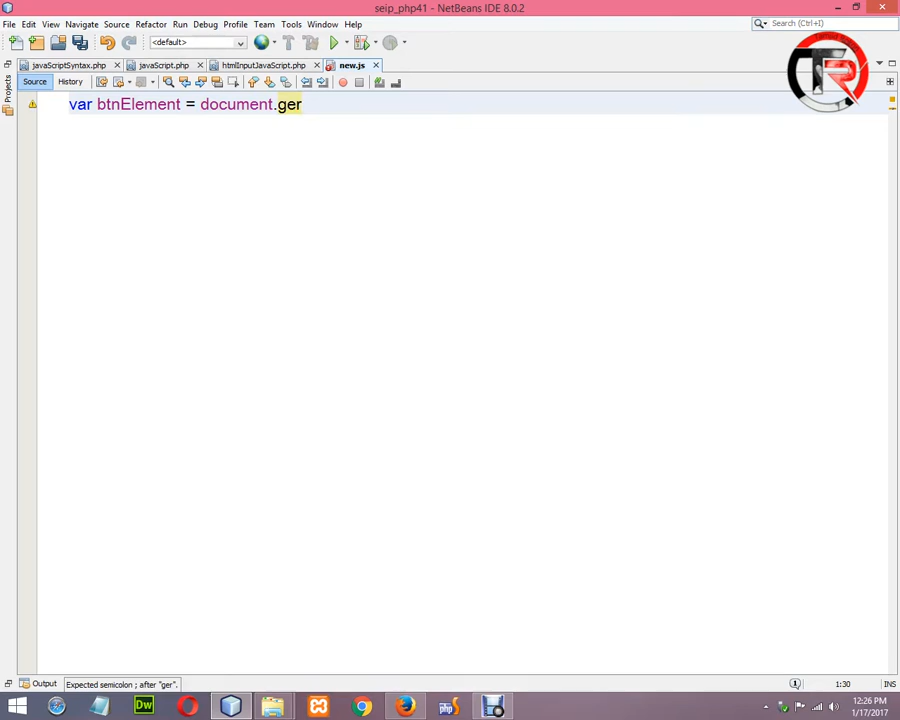 seip_php41 - NetBeans IDE 8.0.2
File Edit View Navigate Source Refactor Run Debug Profile Team Tools Window Help
<default>
Search (Ctrl+I)
javaScriptSyntax.php javaScript.php htmlInputJavaScript.php new.js
Source History
Projects
var btnElement = document.ger
Output Expected semicolon ; after "ger". 1:30 INS
Dw
12:26 PM
1/17/2017